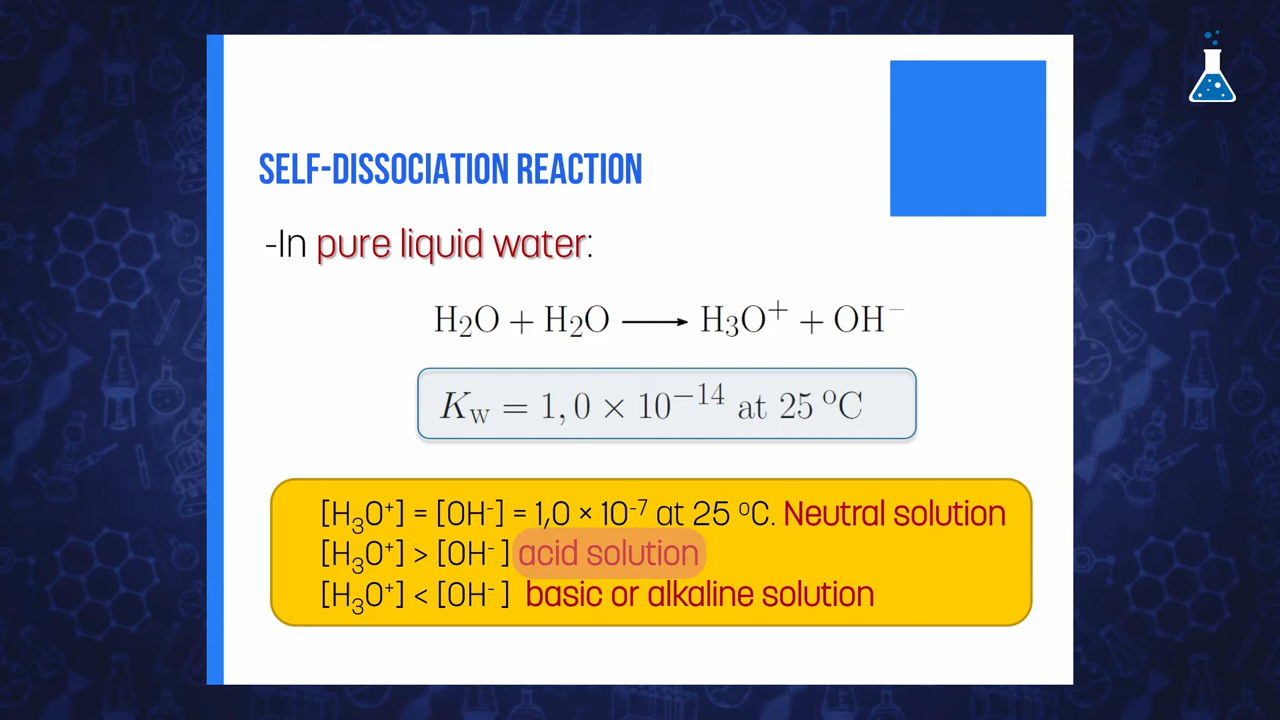 SELF-DISSOCIATION REACTION
-In pure liquid water:
H₂O + H₂O ⟶ H₃O⁺ + OH⁻
K_W = 1,0 × 10⁻¹⁴ at 25 ºC
[H₃O⁺] = [OH⁻] = 1,0 × 10⁻⁷ at 25 ºC. Neutral solution
[H₃O⁺] > [OH⁻] acid solution
[H₃O⁺] < [OH⁻] basic or alkaline solution